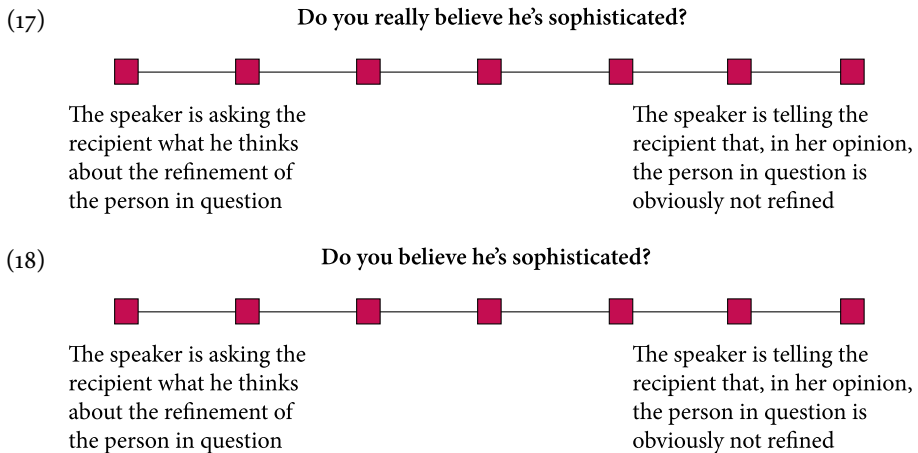 (17) Do you really believe he’s sophisticated?
The speaker is asking the The speaker is telling the
recipient what he thinks recipient that, in her opinion,
about the refinement of the person in question is
the person in question obviously not refined
(18) Do you believe he’s sophisticated?
The speaker is asking the The speaker is telling the
recipient what he thinks recipient that, in her opinion,
about the refinement of the person in question is
the person in question obviously not refined